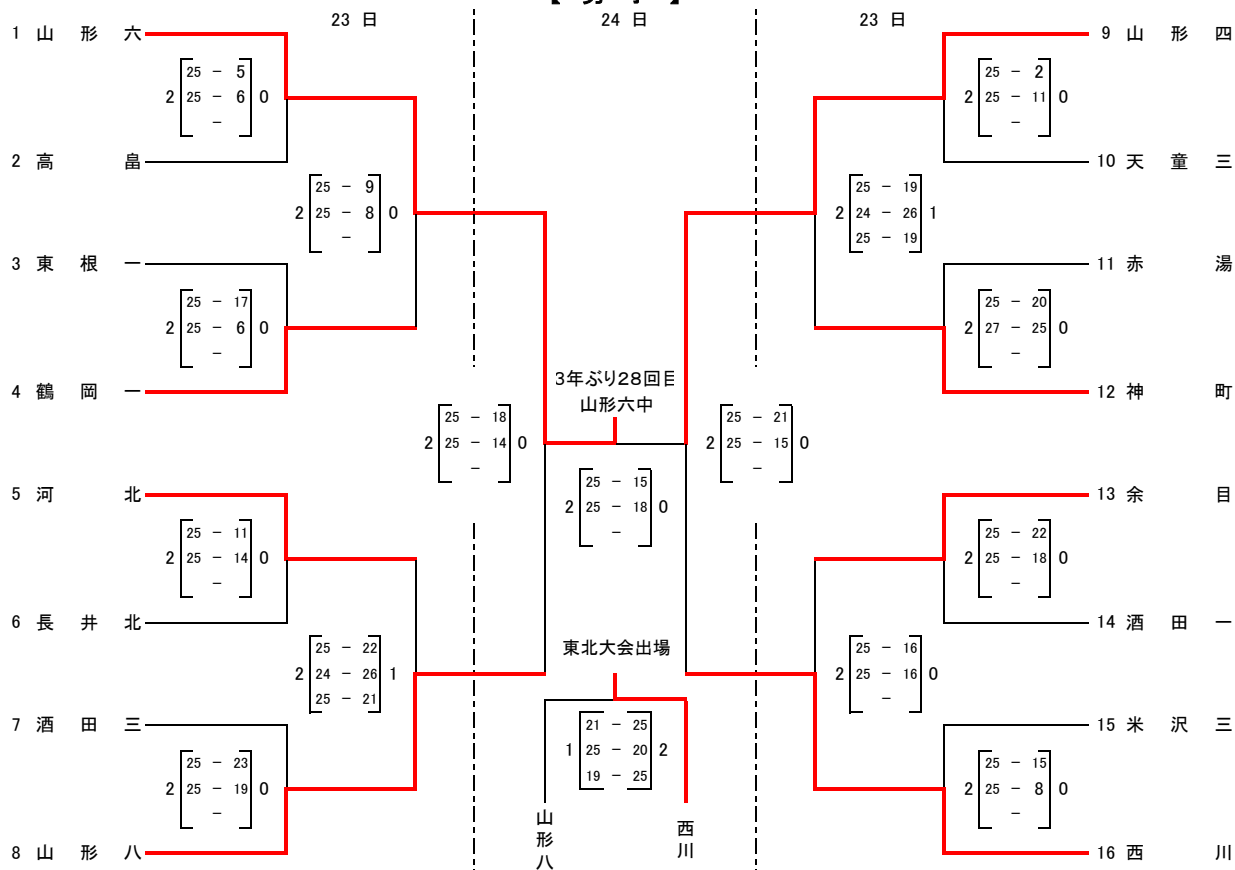 23 日
24 日
23 日
1 山 形 六
25 - 5
2 25 - 6 0
-
2 高 畠
25 - 9
2 25 - 8 0
-
3 東 根 一
25 - 17
2 25 - 6 0
-
4 鶴 岡 一
25 - 18
2 25 - 14 0
-
5 河 北
25 - 11
2 25 - 14 0
-
6 長 井 北
25 - 22
2 24 - 26 1
25 - 21
7 酒 田 三
25 - 23
2 25 - 19 0
-
8 山 形 八
3年ぶり28回目
山形六中
25 - 15
2 25 - 18 0
-
東北大会出場
21 - 25
1 25 - 20 2
19 - 25
山形八
西川
9 山 形 四
25 - 2
2 25 - 11 0
-
10 天 童 三
25 - 19
2 24 - 26 1
25 - 19
11 赤 湯
25 - 20
2 27 - 25 0
-
12 神 町
25 - 21
2 25 - 15 0
-
13 余 目
25 - 22
2 25 - 18 0
-
14 酒 田 一
25 - 16
2 25 - 16 0
-
15 米 沢 三
25 - 15
2 25 - 8 0
-
16 西 川